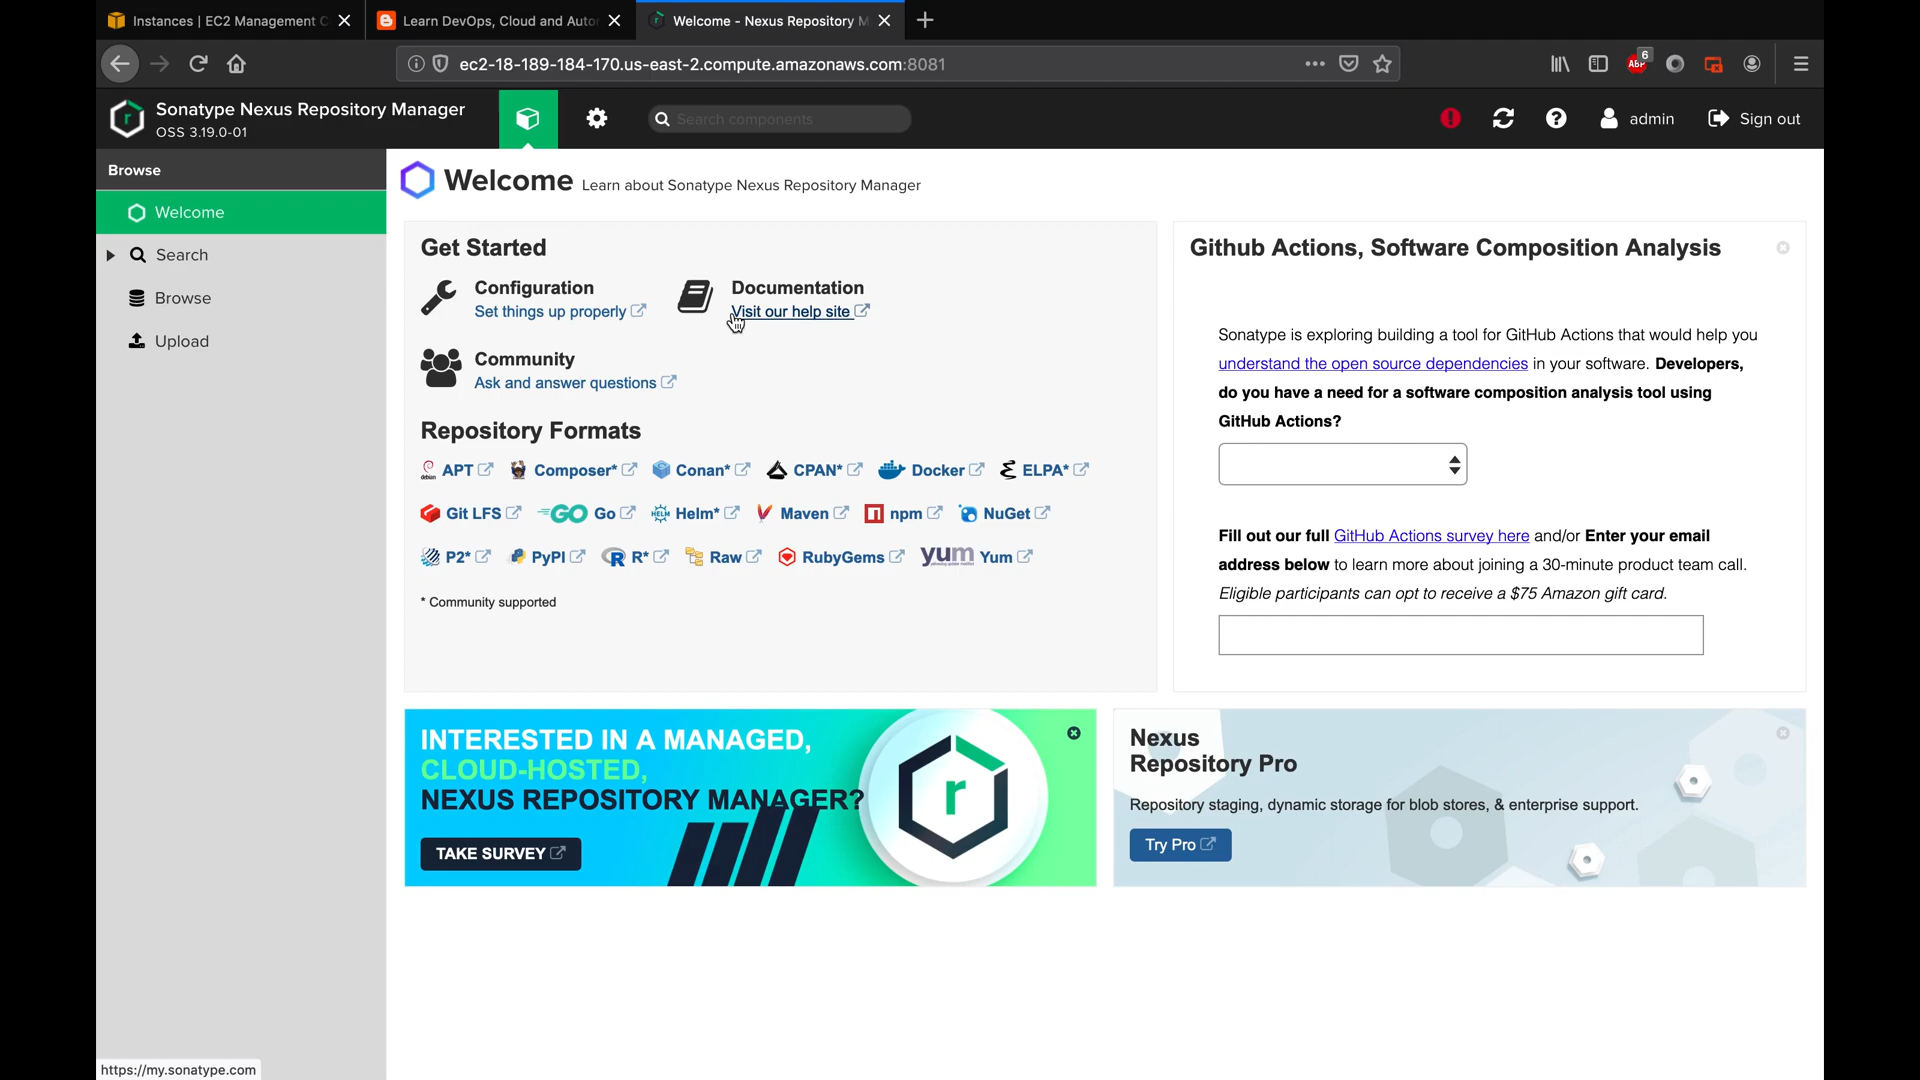 Instances | EC2 Management C
Learn DevOps, Cloud and Auto
Welcome - Nexus Repository M
ec2-18-189-184-170.us-east-2.compute.amazonaws.com:8081
ABP
6
Sonatype Nexus Repository Manager
OSS 3.19.0-01
Search components
admin
Sign out
Browse
Welcome
Search
Browse
Upload
Welcome Learn about Sonatype Nexus Repository Manager
Get Started
Configuration
Set things up properly
Documentation
Visit our help site
Community
Ask and answer questions
Repository Formats
debian APT Composer* Conan* CPAN* Docker ELPA*
Git LFS GO Go HELM Helm* Maven npm NuGet
P2* PyPI R R* Raw RubyGems yum Yum
* Community supported
Github Actions, Software Composition Analysis
Sonatype is exploring building a tool for GitHub Actions that would help you
understand the open source dependencies in your software. Developers,
do you have a need for a software composition analysis tool using
GitHub Actions?
Fill out our full GitHub Actions survey here and/or Enter your email
address below to learn more about joining a 30-minute product team call.
Eligible participants can opt to receive a $75 Amazon gift card.
INTERESTED IN A MANAGED,
CLOUD-HOSTED,
NEXUS REPOSITORY MANAGER?
TAKE SURVEY
r
Nexus
Repository Pro
Repository staging, dynamic storage for blob stores, & enterprise support.
Try Pro
https://my.sonatype.com